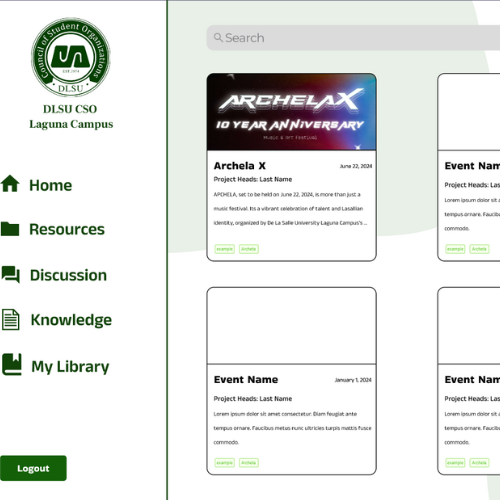 Council of Student Organizations
EST. 1974
DLSU
DLSU CSO
Laguna Campus
Home
Resources
Discussion
Knowledge
My Library
Logout
Search
ARCHELAX
10 YEAR ANNIVERSARY
Music & Art Festival
Archela X
June 22, 2024
Project Heads: Last Name
APCHELA, set to be held on June 22, 2024, is more than just a
music festival. Its a vibrant celebration of talent and Lasallian
identity, organized by De La Salle University Laguna Campus's...
example
Archela
Event Nam
Project Heads: Las
Lorem ipsum dolor sit a
tempus ornare. Faucibu
commodo.
example
Archela
Event Name
January 1, 2024
Project Heads: Last Name
Lorem ipsum dolor sit amet consectetur. Diam feugiat ante
tempus ornare. Faucibus metus nunc ultricies turpis mattis fusce
commodo.
example
Archela
Event Nam
Project Heads: Las
Lorem ipsum dolor sit a
tempus ornare. Faucibu
commodo.
example
Archela